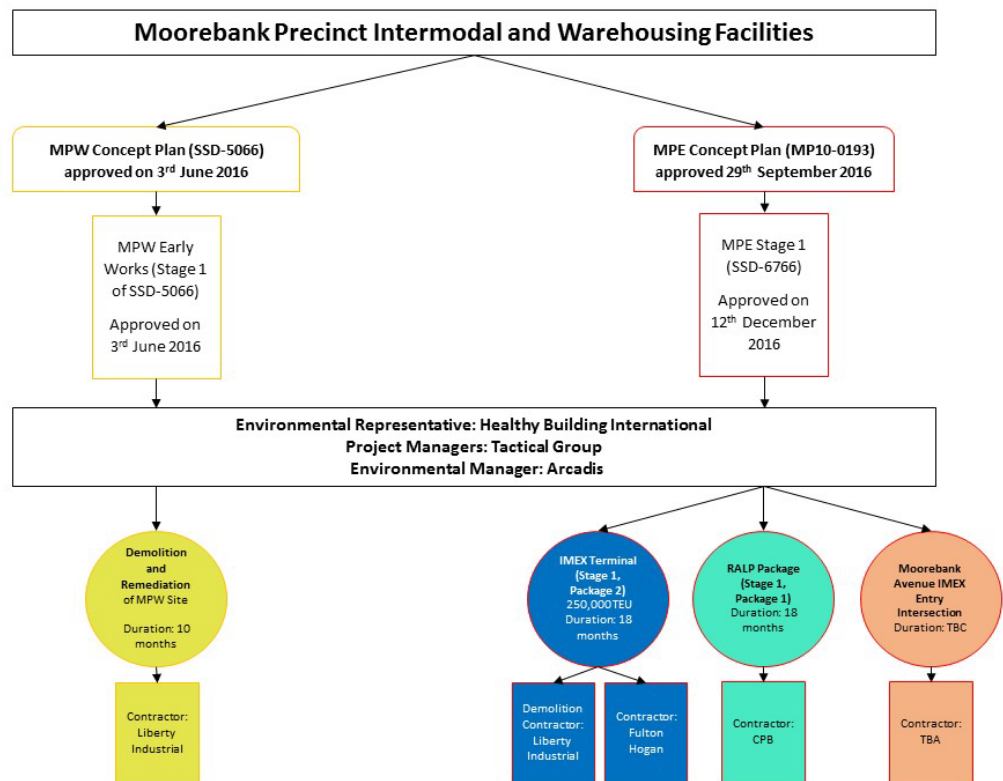 Moorebank Precinct Intermodal and Warehousing Facilities
MPW Concept Plan (SSD-5066)
approved on 3rd June 2016
MPE Concept Plan (MP10-0193)
approved 29th September 2016
MPW Early
Works (Stage 1
of SSD-5066)
Approved on
3rd June 2016
MPE Stage 1
(SSD-6766)
Approved on
12th December
2016
Environmental Representative: Healthy Building International
Project Managers: Tactical Group
Environmental Manager: Arcadis
Demolition
and
Remediation
of MPW Site
Duration: 10
months
IMEX Terminal
(Stage 1,
Package 2)
250,000 TEU
Duration: 18
months
RALP Package
(Stage 1,
Package 1)
Duration: 18
months
Moorebank
Avenue IMEX
Entry
Intersection
Duration: TBC
Contractor:
Liberty
Industrial
Demolition
Contractor:
Liberty
Industrial
Contractor:
Fulton
Hogan
Contractor:
CPB
Contractor:
TBA